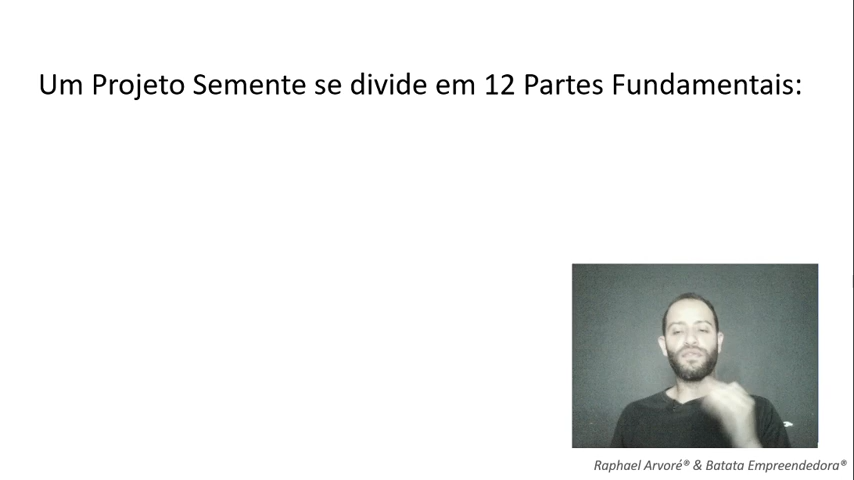 Um Projeto Semente se divide em 12 Partes Fundamentais:
Raphael Arvoré® & Batata Empreendedora®